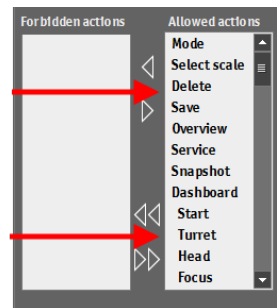 Forbidden actions
Allowed actions
Mode
Select scale
Delete
Save
Overview
Service
Snapshot
Dashboard
Start
Turret
Head
Focus